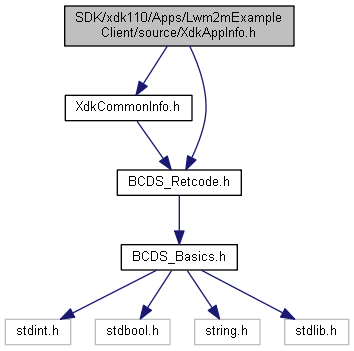 SDK/xdk110/Apps/Lwm2mExample
Client/source/XdkAppInfo.h
XdkCommonInfo.h
BCDS_Retcode.h
BCDS_Basics.h
stdint.h
stdbool.h
string.h
stdlib.h